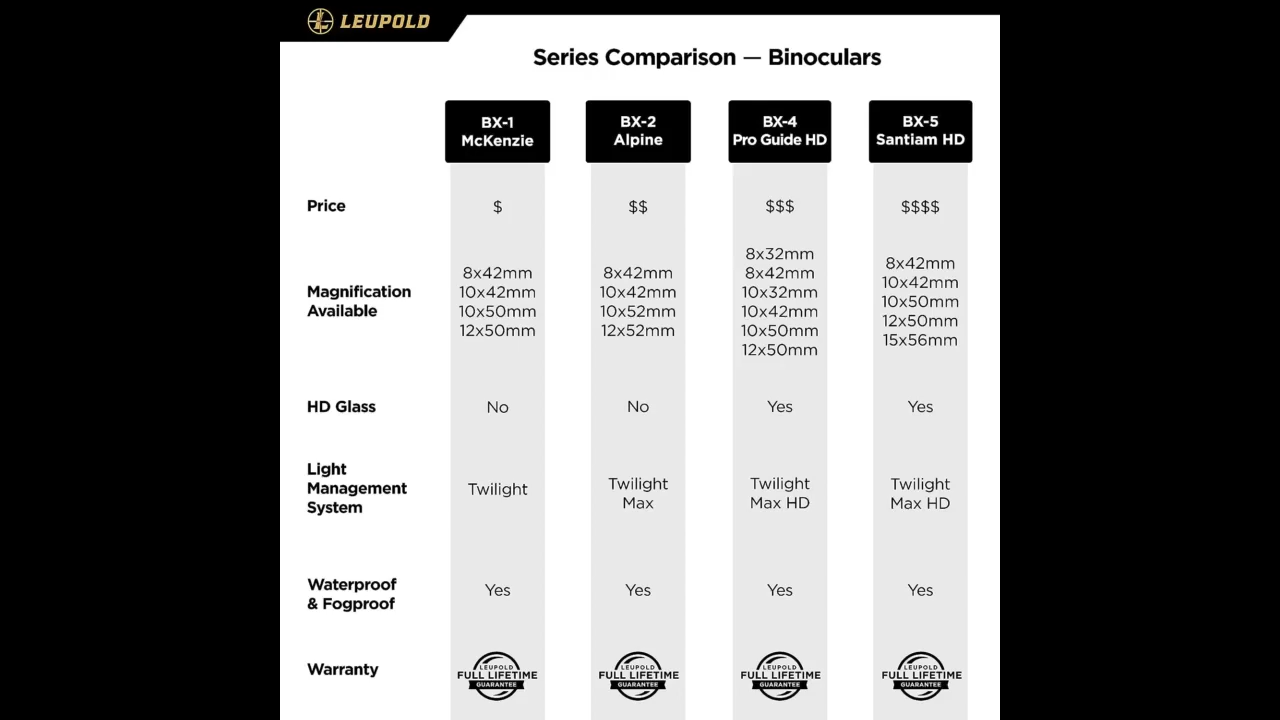 LEUPOLD
Series Comparison — Binoculars
BX-1
McKenzie
BX-2
Alpine
BX-4
Pro Guide HD
BX-5
Santiam HD
Price
$
$$
$$$
$$$$
Magnification
Available
8x42mm
10x42mm
10x50mm
12x50mm
8x42mm
10x42mm
10x52mm
12x52mm
8x32mm
8x42mm
10x32mm
10x42mm
10x50mm
12x50mm
8x42mm
10x42mm
10x50mm
12x50mm
15x56mm
HD Glass
No
No
Yes
Yes
Light
Management
System
Twilight
Twilight
Max
Twilight
Max HD
Twilight
Max HD
Waterproof
& Fogproof
Yes
Yes
Yes
Yes
Warranty
LEUPOLD
FULL LIFETIME
GUARANTEE
LEUPOLD
FULL LIFETIME
GUARANTEE
LEUPOLD
FULL LIFETIME
GUARANTEE
LEUPOLD
FULL LIFETIME
GUARANTEE